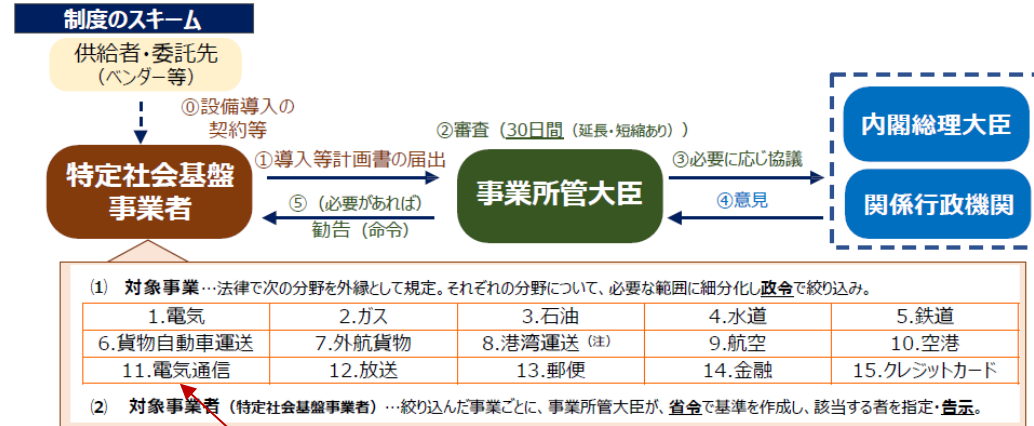 制度のスキーム
供給者・委託先
（ベンダー等）
⓪設備導入の
契約等
特定社会基盤
事業者
①導入等計画書の届出
⑤（必要があれば）
勧告（命令）
②審査（30日間（延長・短縮あり））
事業所管大臣
③必要に応じ協議
④意見
内閣総理大臣
関係行政機関
⑴ 対象事業…法律で次の分野を外縁として規定。それぞれの分野について、必要な範囲に細分化し政令で絞り込み。
1.電気 2.ガス 3.石油 4.水道 5.鉄道
6.貨物自動車運送 7.外航貨物 8.港湾運送（注） 9.航空 10.空港
11.電気通信 12.放送 13.郵便 14.金融 15.クレジットカード
⑵ 対象事業者（特定社会基盤事業者）…絞り込んだ事業ごとに、事業所管大臣が、省令で基準を作成し、該当する者を指定・告示。